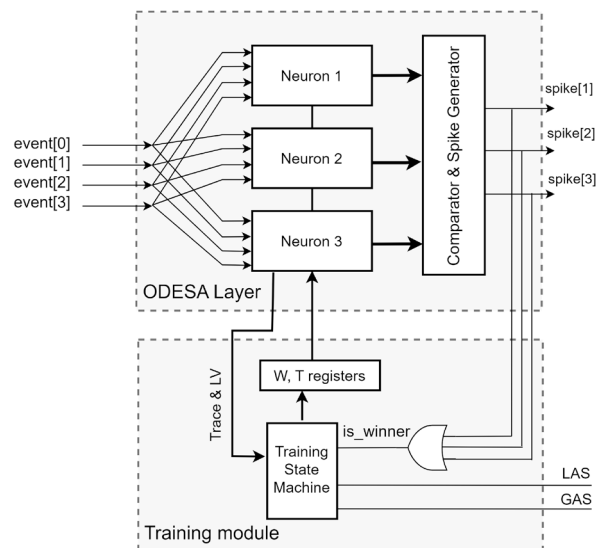 Neuron 1
Neuron 2
Neuron 3
Comparator & Spike Generator
spike[1]
spike[2]
spike[3]
event[0]
event[1]
event[2]
event[3]
ODESA Layer
Trace & LV
W, T registers
is_winner
Training
State
Machine
LAS
GAS
Training module